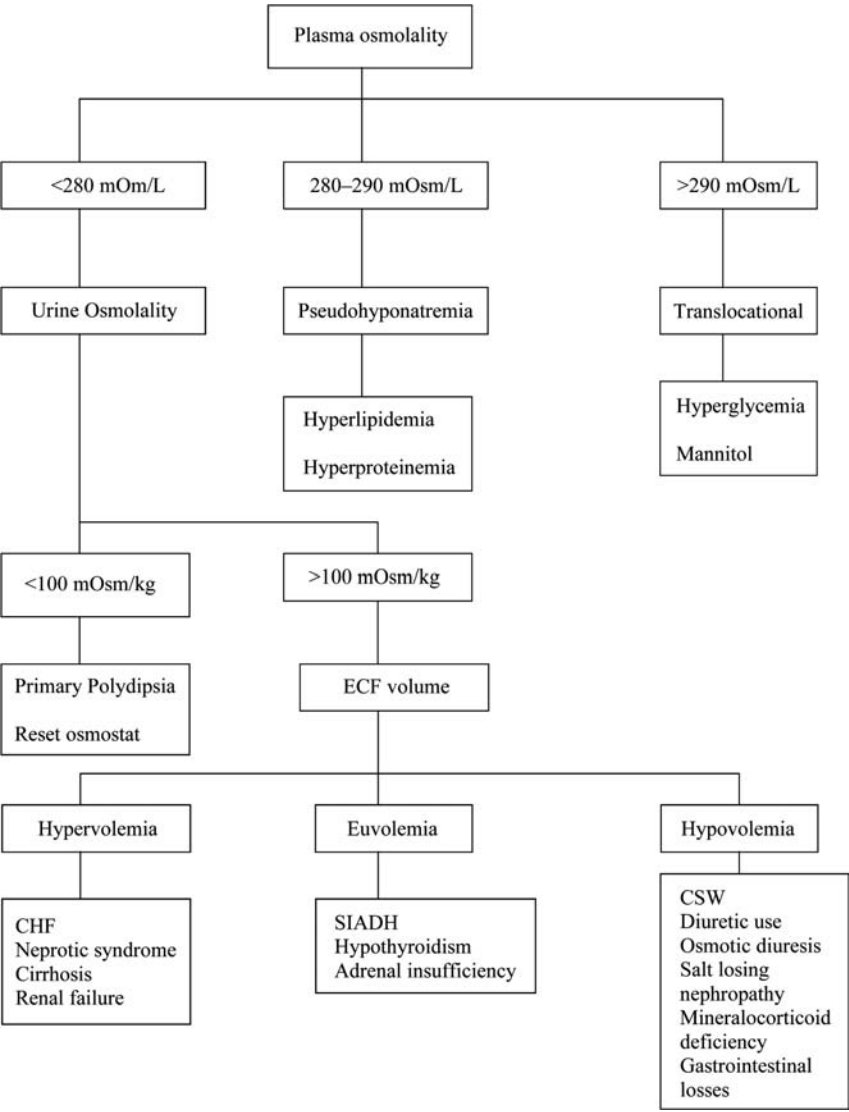 Plasma osmolality
<280 mOm/L
280–290 mOsm/L
>290 mOsm/L
Urine Osmolality
Pseudohyponatremia
Translocational
Hyperlipidemia
Hyperproteinemia
Hyperglycemia
Mannitol
<100 mOsm/kg
>100 mOsm/kg
Primary Polydipsia
Reset osmostat
ECF volume
Hypervolemia
Euvolemia
Hypovolemia
CHF
Neprotic syndrome
Cirrhosis
Renal failure
SIADH
Hypothyroidism
Adrenal insufficiency
CSW
Diuretic use
Osmotic diuresis
Salt losing
nephropathy
Mineralocorticoid
deficiency
Gastrointestinal
losses